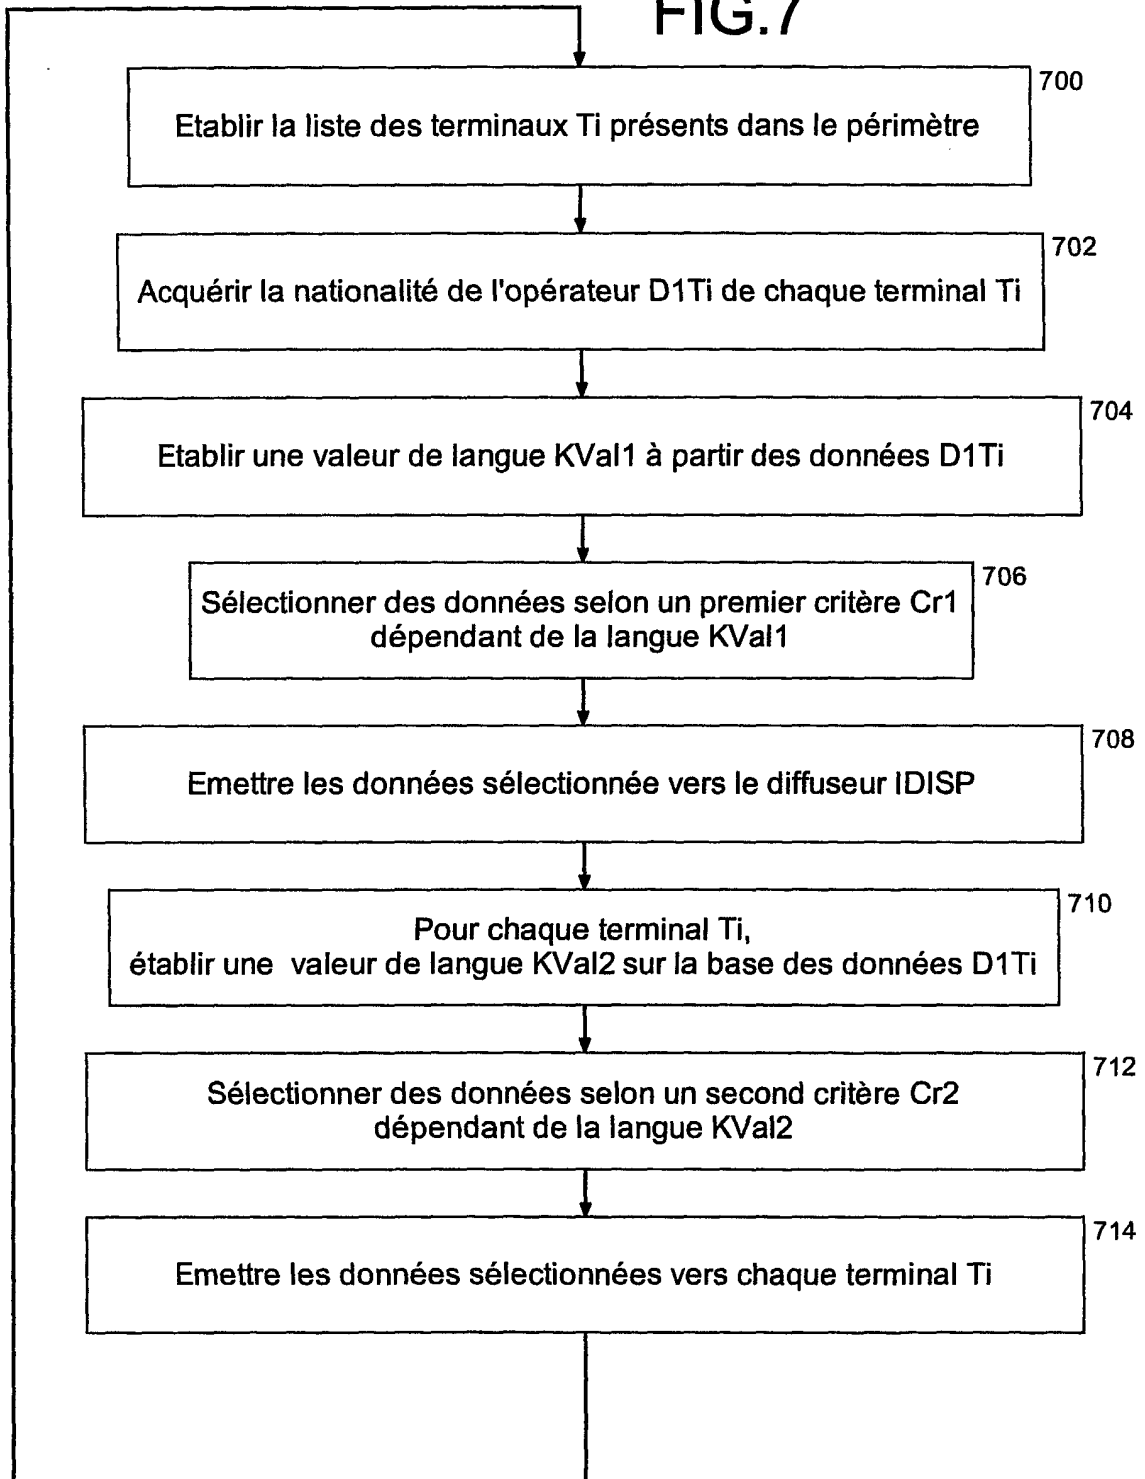 FIG.7
700
Etablir la liste des terminaux Ti présents dans le périmètre
702
Acquérir la nationalité de l'opérateur D1Ti de chaque terminal Ti
704
Etablir une valeur de langue KVal1 à partir des données D1Ti
706
Sélectionner des données selon un premier critère Cr1
dépendant de la langue KVal1
708
Emettre les données sélectionnée vers le diffuseur IDISP
710
Pour chaque terminal Ti,
établir une valeur de langue KVal2 sur la base des données D1Ti
712
Sélectionner des données selon un second critère Cr2
dépendant de la langue KVal2
714
Emettre les données sélectionnées vers chaque terminal Ti